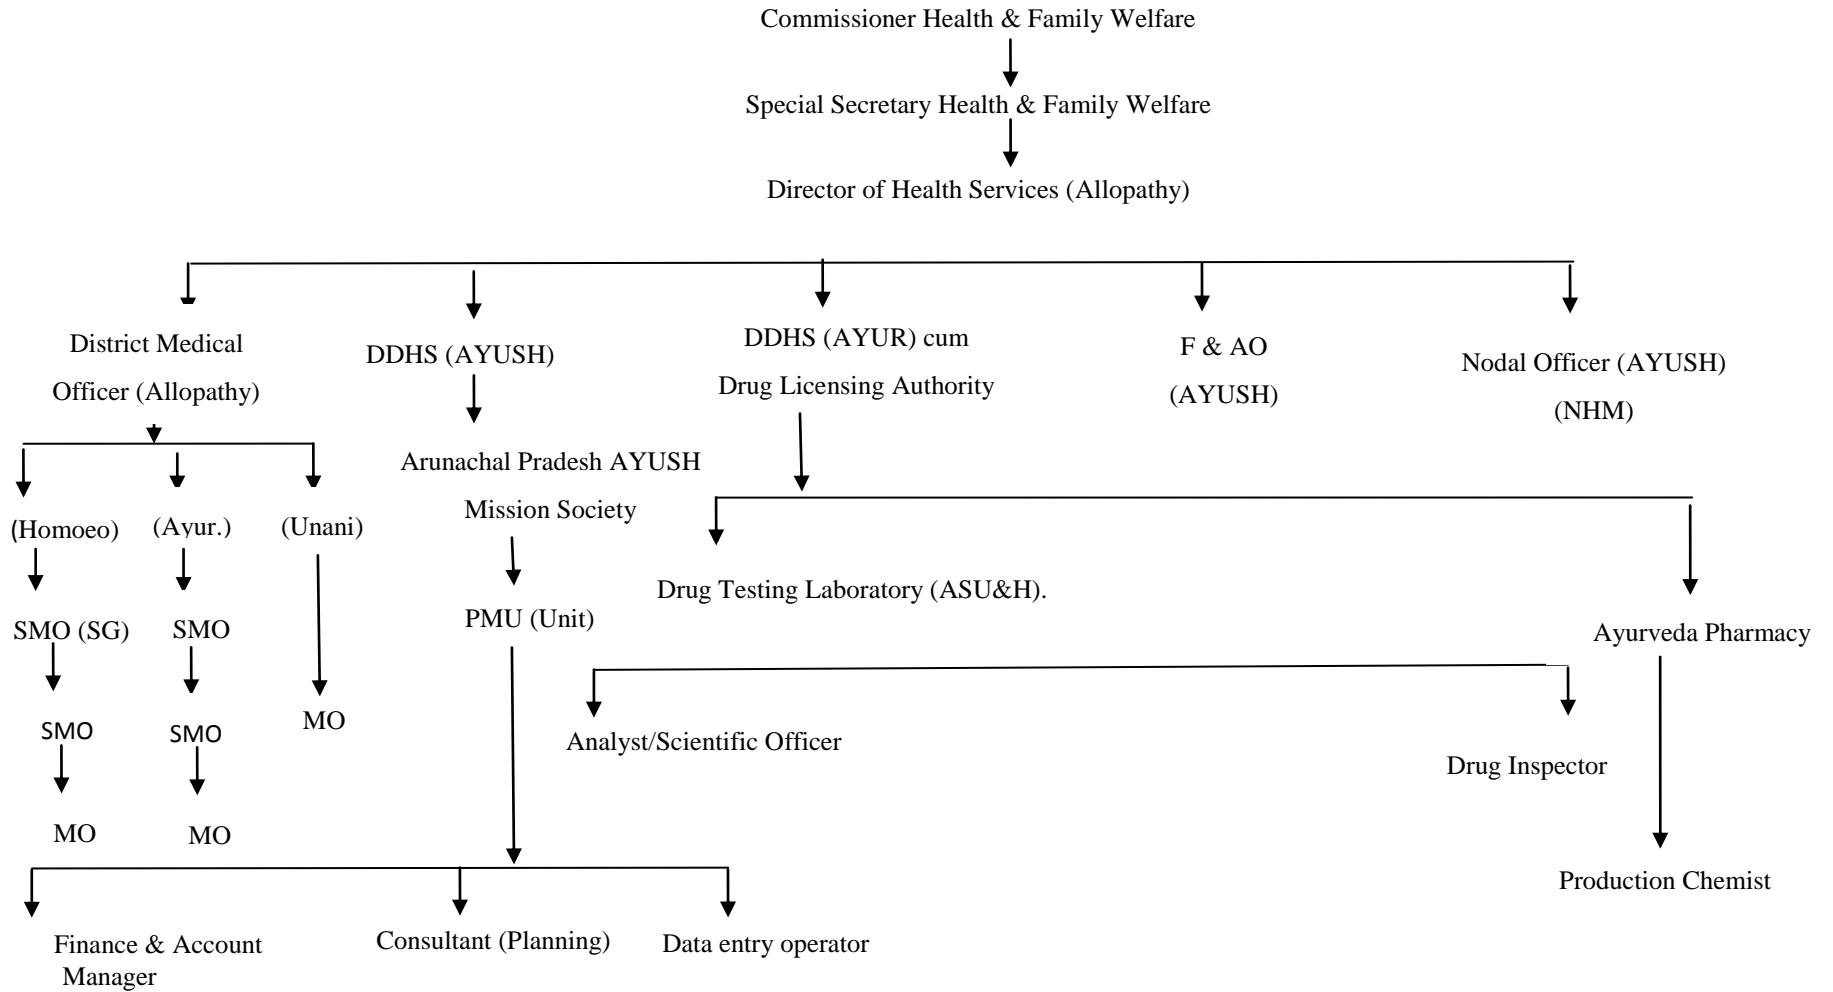 Commissioner Health & Family Welfare
Special Secretary Health & Family Welfare
Director of Health Services (Allopathy)
District Medical
Officer (Allopathy)
DDHS (AYUSH)
DDHS (AYUR) cum
Drug Licensing Authority
F & AO
(AYUSH)
Nodal Officer (AYUSH)
(NHM)
Arunachal Pradesh AYUSH
Mission Society
(Homoeo)
(Ayur.)
(Unani)
Drug Testing Laboratory (ASU&H).
PMU (Unit)
SMO (SG)
SMO
Ayurveda Pharmacy
SMO
SMO
MO
Analyst/Scientific Officer
Drug Inspector
MO
MO
Production Chemist
Finance & Account
Manager
Consultant (Planning)
Data entry operator